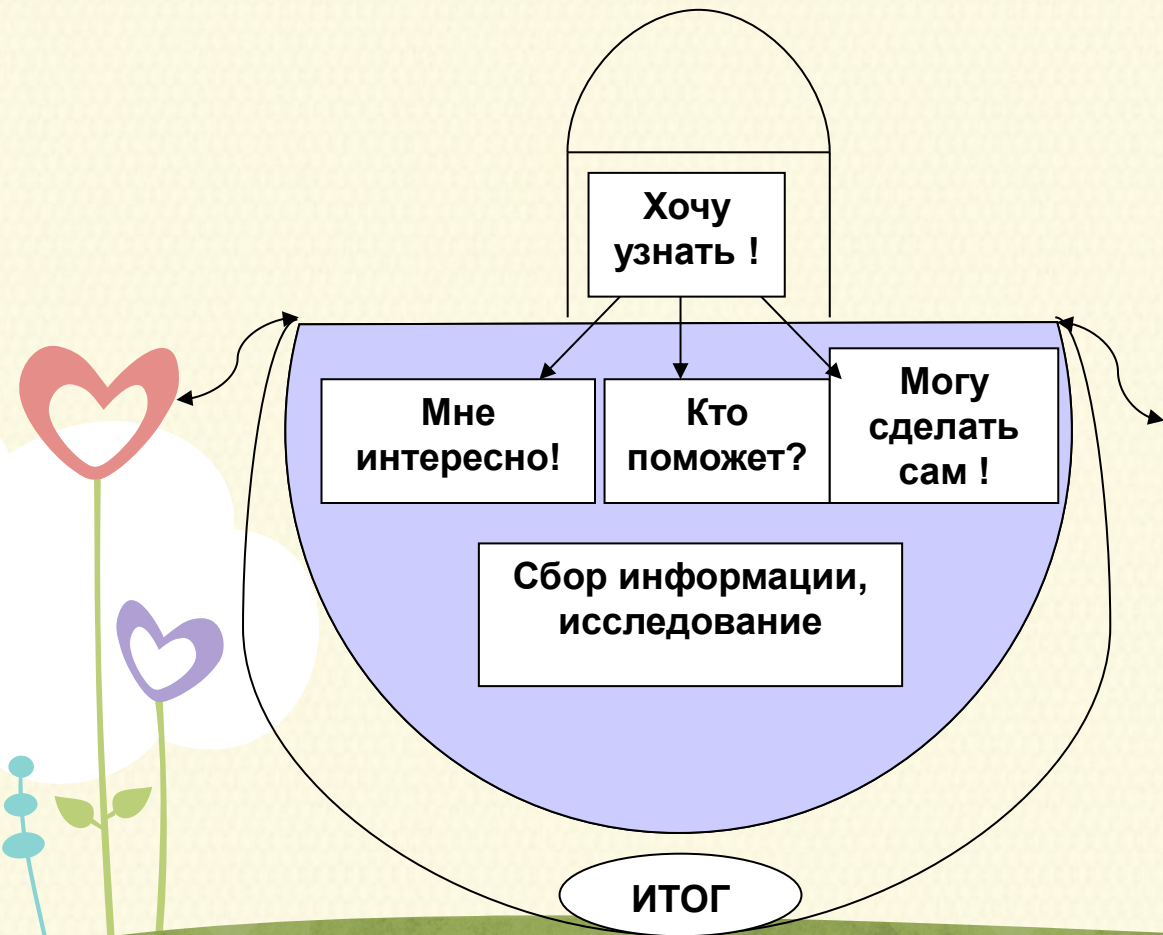 Хочу
узнать !
Мне
интересно!
Кто
поможет?
Могу
сделать
сам !
Сбор информации,
исследование
ИТОГ